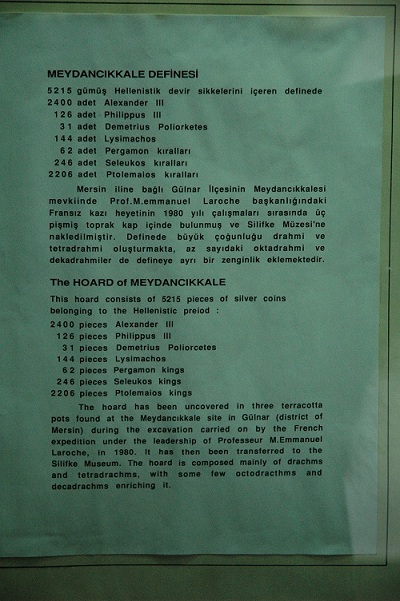 MEYDANCIKKALE DEFİNESİ
5215 gümüş Hellenistik devir sikkelerini içeren definede
2400 adet Alexander III
126 adet Philippus III
31 adet Demetrius Poliorketes
144 adet Lysimachos
62 adet Pergamon kıralları
246 adet Seleukos kıralları
2206 adet Ptolemaios kıralları
Mersin iline bağlı Gülnar İlçesinin Meydancıkkalesi
mevkiinde Prof.M.emmanuel Laroche başkanlığındaki
Fransız kazı heyetinin 1980 yılı çalışmaları sırasında üç
pişmiş toprak kap içinde bulunmuş ve Silifke Müzesi'ne
nakledilmiştir. Definede büyük çoğunluğu drahmi ve
tetradrahmi oluşturmakta, az sayıdaki oktadrahmi ve
dekadrahmiler de defineye ayrı bir zenginlik eklemektedir.
The HOARD of MEYDANCIKKALE
This hoard consists of 5215 pieces of silver coins
belonging to the Hellenistic preiod :
2400 pieces Alexander III
126 pieces Philippus III
31 pieces Demetrius Poliorcetes
144 pieces Lysimachos
62 pieces Pergamon kings
246 pieces Seleukos kings
2206 pieces Ptolemaios kings
The hoard has been uncovered in three terracotta
pots found at the Meydancıkkale site in Gülnar (district of
Mersin) during the excavation carried on by the French
expedition under the leadership of Professeur M.Emmanuel
Laroche, in 1980. It has then been transferred to the
Silifke Museum. The hoard is composed mainly of drachms
and tetradrachms, with some few octodracthms and
decadrachms enriching it.